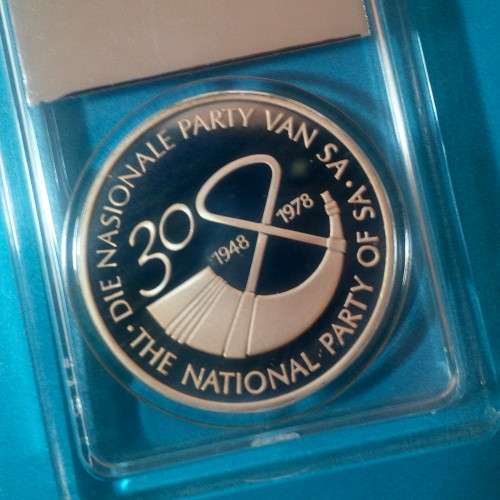 · DIE NASIONALE PARTY VAN SA ·
THE NATIONAL PARTY OF SA
30
1948
1978